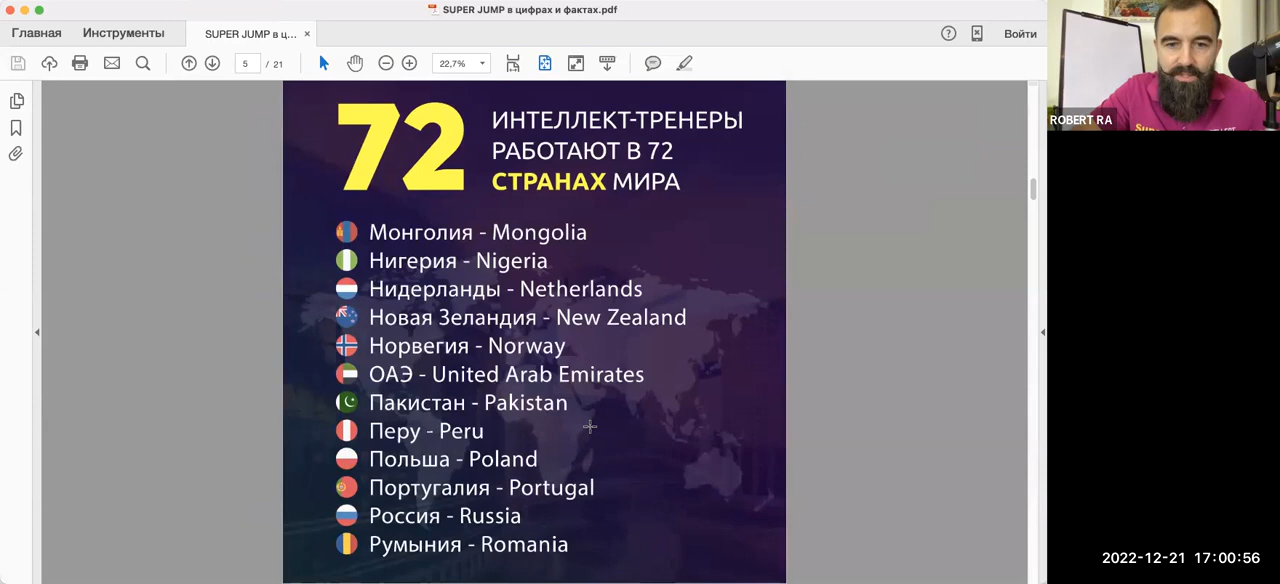 SUPER JUMP в цифрах и фактах.pdf
Главная
Инструменты
SUPER JUMP в ц... ×
Войти
5 / 21
22,7%
72
ИНТЕЛЛЕКТ-ТРЕНЕРЫ
РАБОТАЮТ В 72
СТРАНАХ МИРА
Монголия - Mongolia
Нигерия - Nigeria
Нидерланды - Netherlands
Новая Зеландия - New Zealand
Норвегия - Norway
ОАЭ - United Arab Emirates
Пакистан - Pakistan
Перу - Peru
Польша - Poland
Португалия - Portugal
Россия - Russia
Румыния - Romania
ROBERT RA
2022-12-21 17:00:56